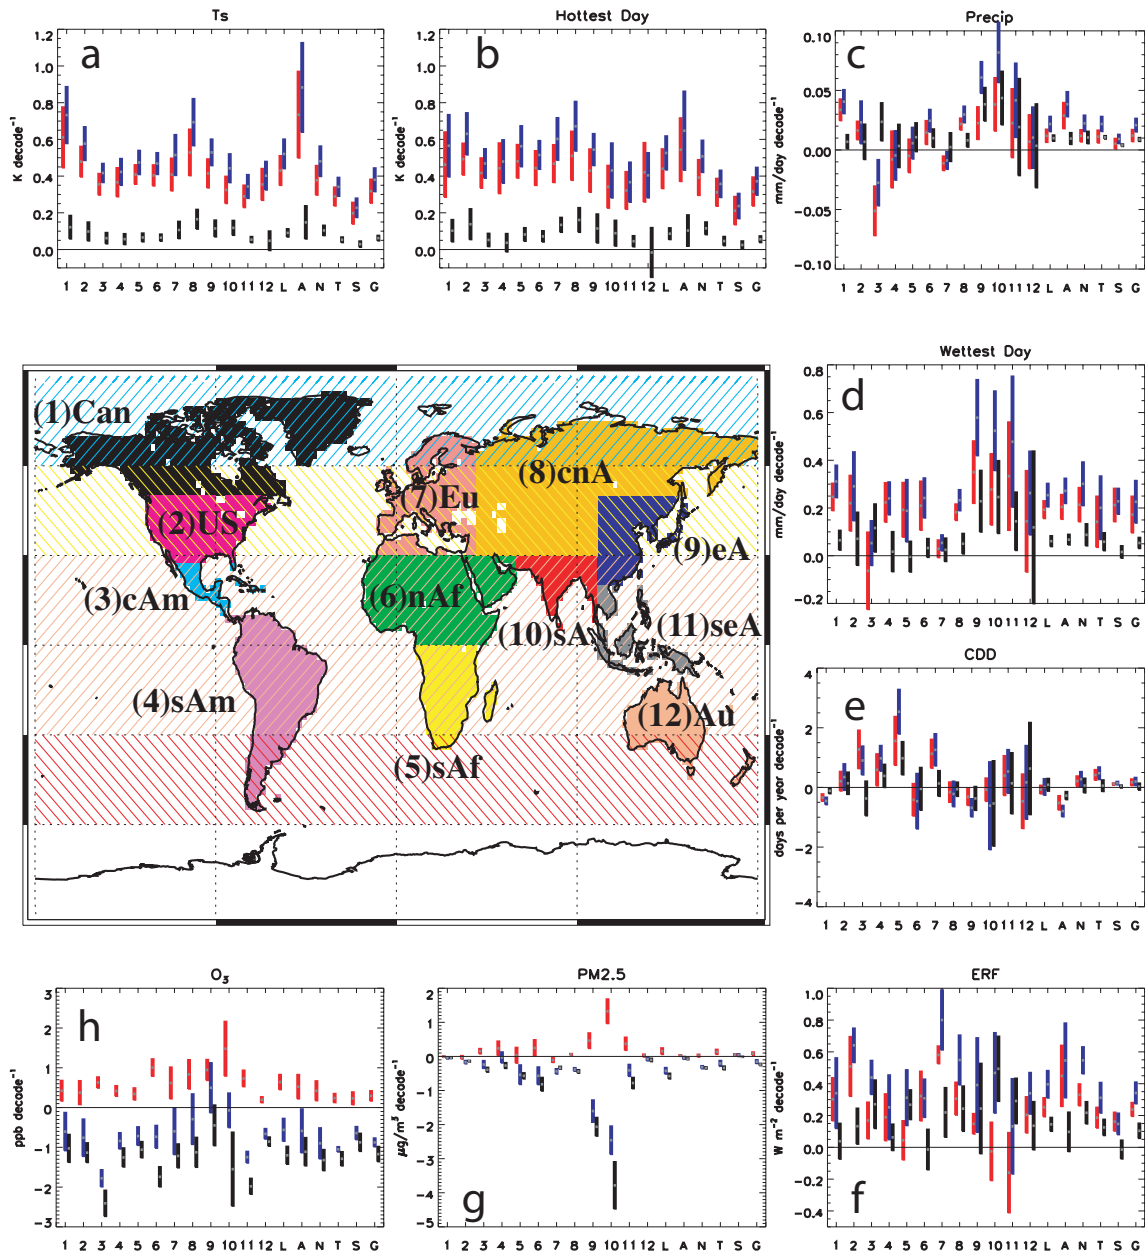 Ts
a
K decade⁻¹
1.2
1.0
0.8
0.6
0.4
0.2
0.0
1 2 3 4 5 6 7 8 9 10 11 12 L A N T S G
Hottest Day
b
K decade⁻¹
1.2
1.0
0.8
0.6
0.4
0.2
0.0
1 2 3 4 5 6 7 8 9 10 11 12 L A N T S G
Precip
c
mm/day decade⁻¹
0.10
0.05
0.00
−0.05
−0.10
1 2 3 4 5 6 7 8 9 10 11 12 L A N T S G
(1)Can
(2)US
(3)cAm
(4)sAm
(5)sAf
(6)nAf
(7)Eu
(8)cnA
(9)eA
(10)sA
(11)seA
(12)Au
Wettest Day
d
mm/day decade⁻¹
0.8
0.6
0.4
0.2
0.0
−0.2
1 2 3 4 5 6 7 8 9 10 11 12 L A N T S G
CDD
e
days per year decade⁻¹
4
2
0
−2
−4
1 2 3 4 5 6 7 8 9 10 11 12 L A N T S G
O₃
h
ppb decade⁻¹
3
2
1
0
−1
−2
−3
1 2 3 4 5 6 7 8 9 10 11 12 L A N T S G
PM2.5
g
μg/m³ decade⁻¹
2
1
0
−1
−2
−3
−4
−5
1 2 3 4 5 6 7 8 9 10 11 12 L A N T S G
ERF
f
W m⁻² decade⁻¹
1.0
0.8
0.6
0.4
0.2
0.0
−0.2
−0.4
1 2 3 4 5 6 7 8 9 10 11 12 L A N T S G